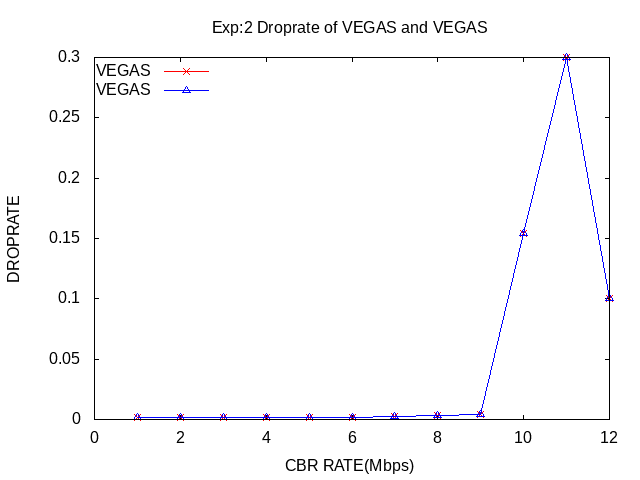 Exp:2 Droprate of VEGAS and VEGAS
0.3
VEGAS
VEGAS
0.25
0.2
0.15
0.1
0.05
0
0 2 4 6 8 10 12
DROPRATE
CBR RATE(Mbps)